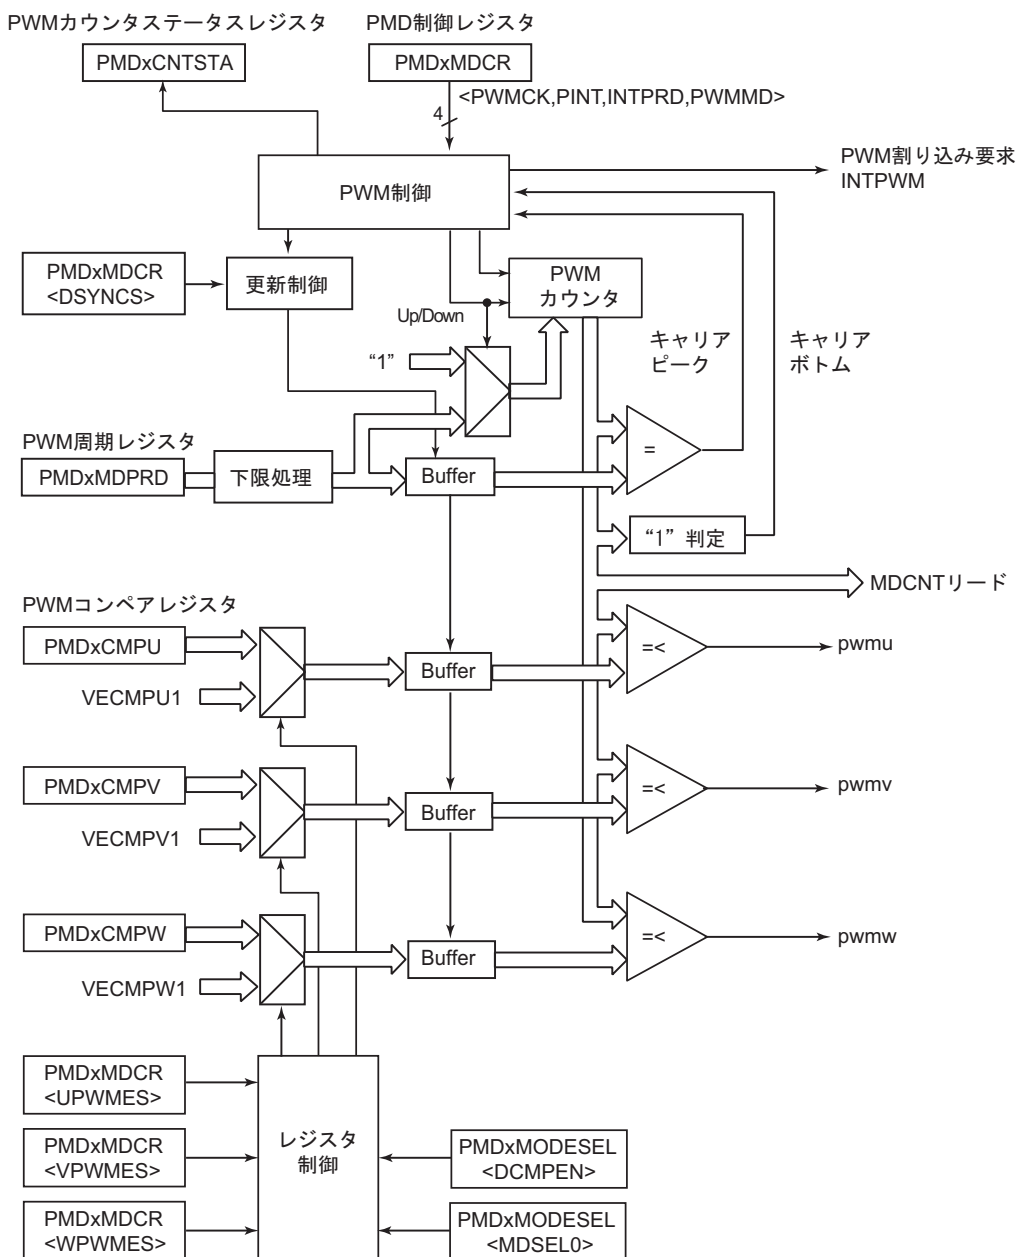 PWMカウンタステータスレジスタ
PMD制御レジスタ
PMDxCNTSTA
PMDxMDCR
<PWMCK,PINT,INTPRD,PWMMD>
4
PWM制御
PWM割り込み要求
INTPWM
PMDxMDCR
<DSYNCS>
更新制御
PWM
カウンタ
Up/Down
“1”
キャリア
ピーク
キャリア
ボトム
PWM周期レジスタ
PMDxMDPRD
下限処理
Buffer
=
“1” 判定
MDCNTリード
PWMコンペアレジスタ
PMDxCMPU
VECMPU1
Buffer
=<
pwmu
PMDxCMPV
VECMPV1
Buffer
=<
pwmv
PMDxCMPW
VECMPW1
Buffer
=<
pwmw
PMDxMDCR
<UPWMES>
PMDxMDCR
<VPWMES>
PMDxMDCR
<WPWMES>
レジスタ
制御
PMDxMODESEL
<DCMPEN>
PMDxMODESEL
<MDSEL0>